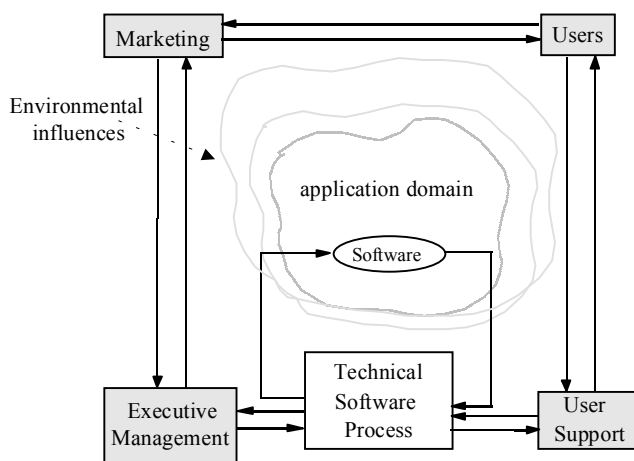 Marketing
Users
Environmental
influences
application domain
Software
Technical
Software
Process
Executive
Management
User
Support